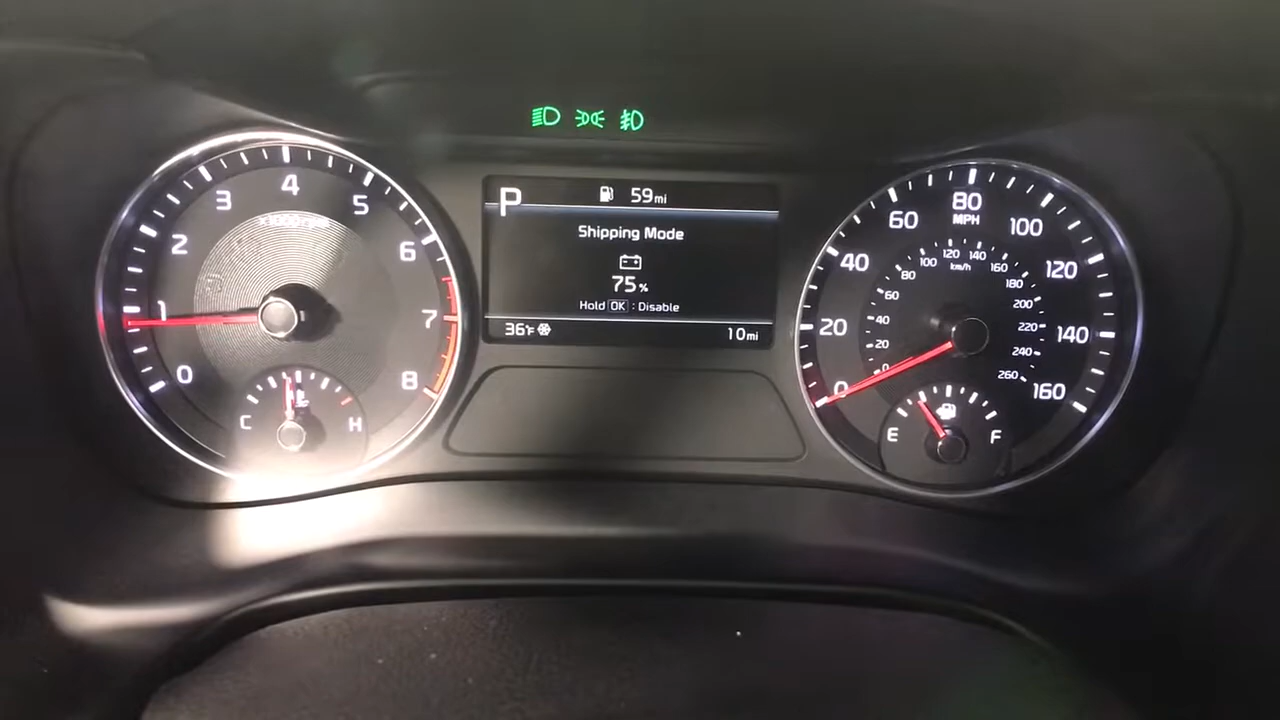 3 4 5
2 6
x1000rpm
1 7
0 8
C H
P 59mi
Shipping Mode
75%
Hold OK : Disable
36°F 10mi
80
MPH
60 100
40 120
20 140
0 160
120 140
100 km/h 160
80 180
60 200
40 220
20 240
0 260
E F